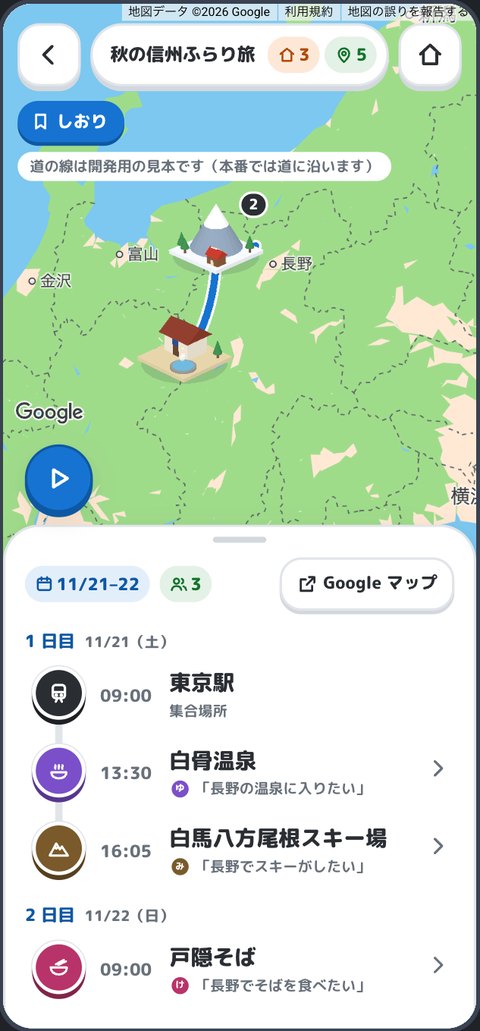 地図データ ©2026 Google 利用規約 地図の誤りを報告する
秋の信州ふらり旅 3 5
しおり
道の線は開発用の見本です（本番では道に沿います）
2
富山
長野
金沢
Google
11/21–22 3 Google マップ
1 日目 11/21（土）
09:00 東京駅
集合場所
13:30 白骨温泉
ゆ 「長野の温泉に入りたい」
16:05 白馬八方尾根スキー場
み 「長野でスキーがしたい」
2 日目 11/22（日）
09:00 戸隠そば
け 「長野でそばを食べたい」